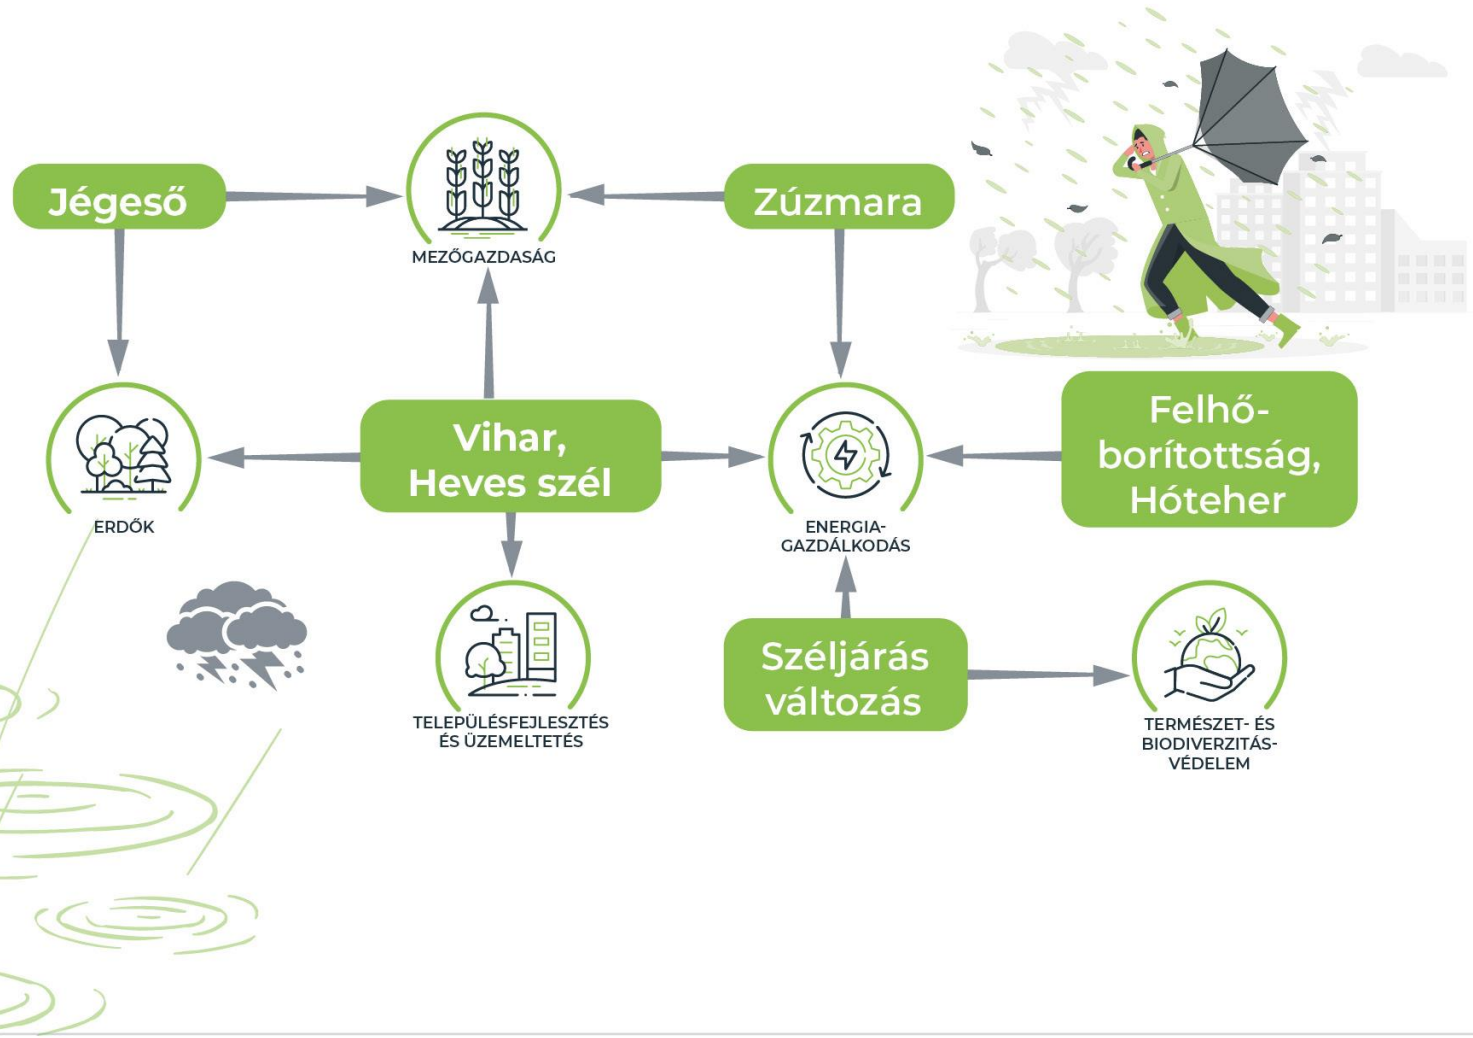 Jégeső
Zúzmara
MEZŐGAZDASÁG
Vihar,
Heves szél
Felhő-
borítottság,
Hóteher
ERDŐK
ENERGIA-
GAZDÁLKODÁS
Széljárás
változás
TELEPÜLÉSFEJLESZTÉS
ÉS ÜZEMELTETÉS
TERMÉSZET- ÉS
BIODIVERZITÁS-
VÉDELEM